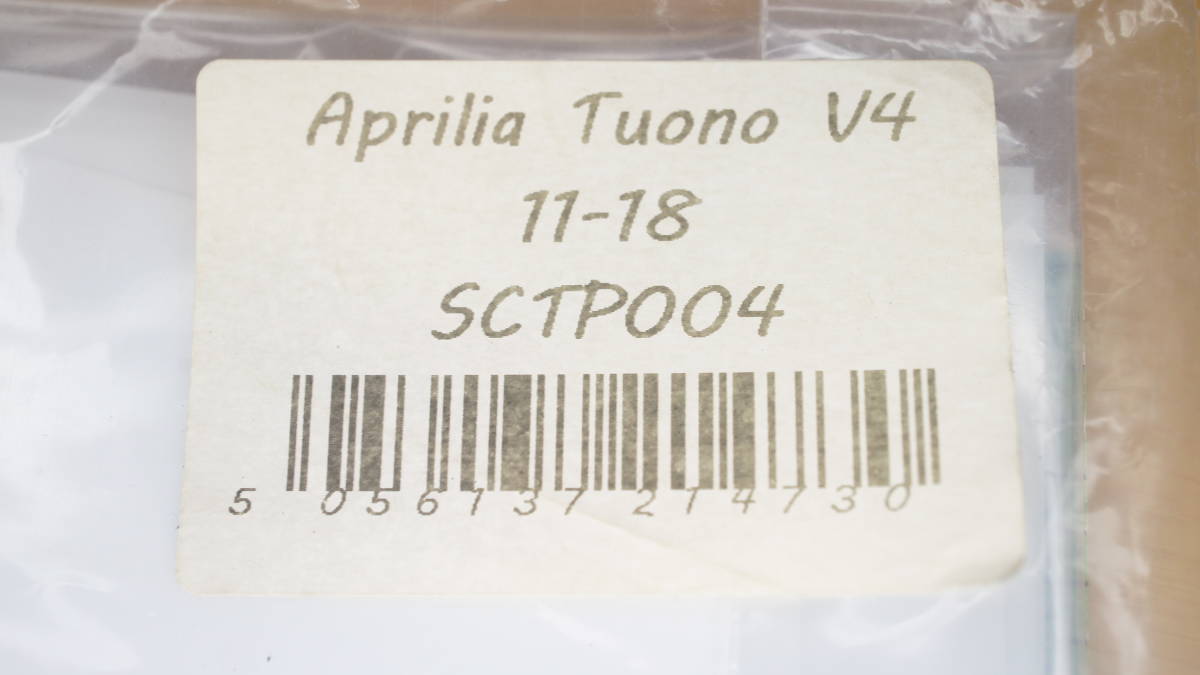 Aprilia Tuono V4
11-18
SCTP004
5 056137 214730